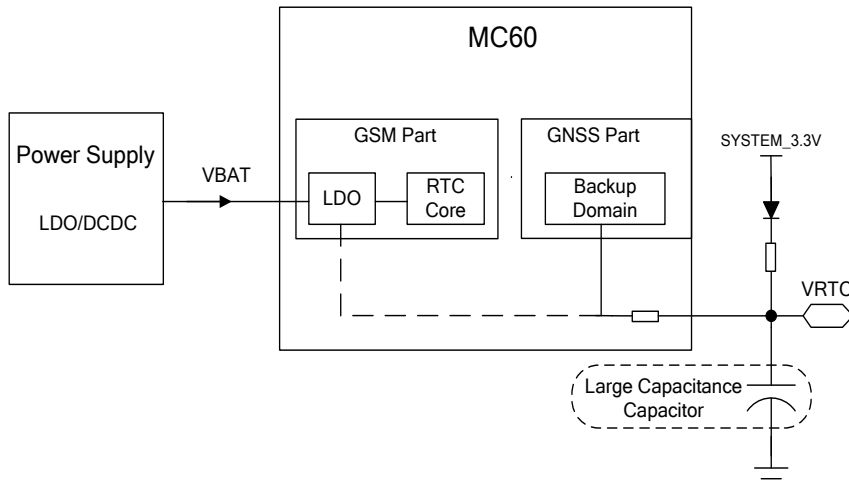 MC60
Power Supply
LDO/DCDC
VBAT
GSM Part
LDO
RTC
Core
GNSS Part
Backup
Domain
SYSTEM_3.3V
VRTC
Large Capacitance
Capacitor